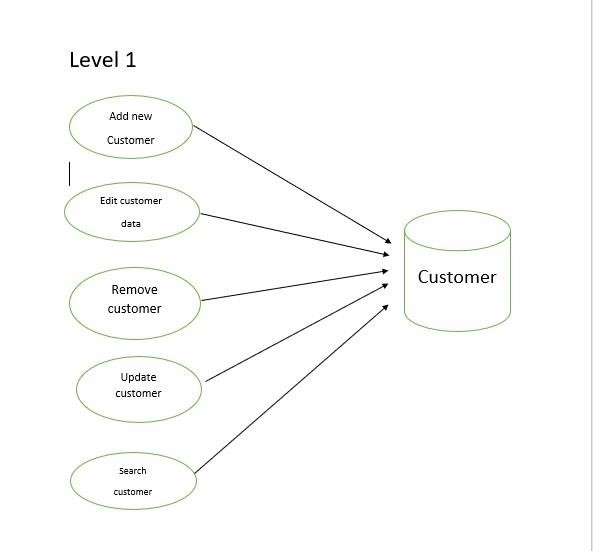 Level 1
Add new
Customer
Edit customer
data
Remove
customer
Update
customer
Search
customer
Customer